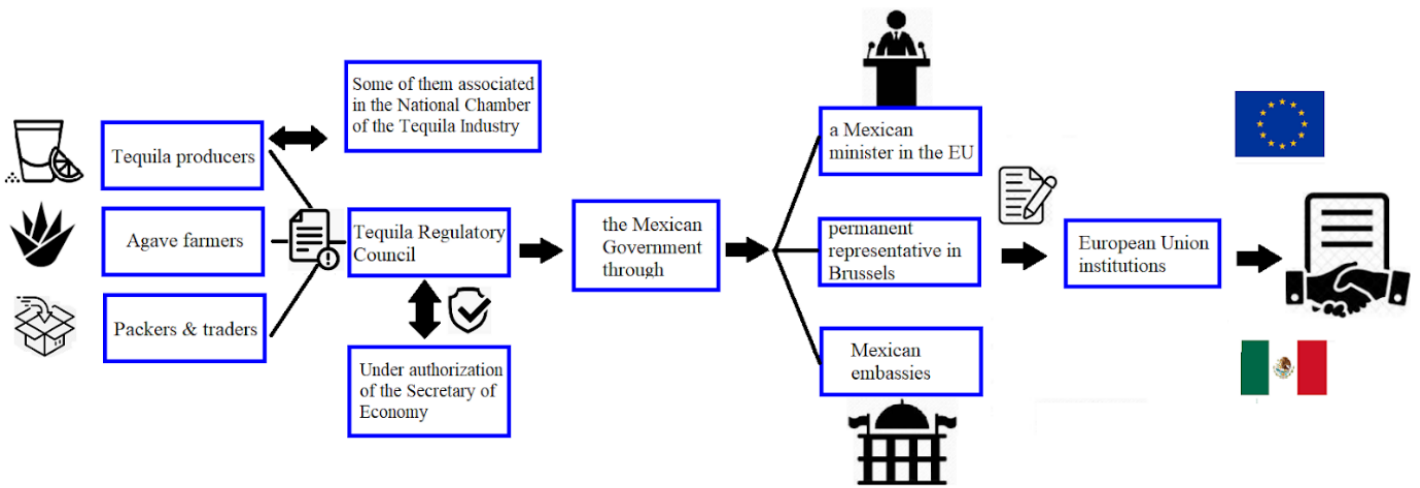 Tequila producers
Agave farmers
Packers & traders
Some of them associated
in the National Chamber
of the Tequila Industry
Tequila Regulatory
Council
Under authorization
of the Secretary of
Economy
the Mexican
Government
through
a Mexican
minister in the EU
permanent
representative in
Brussels
Mexican
embassies
European Union
institutions